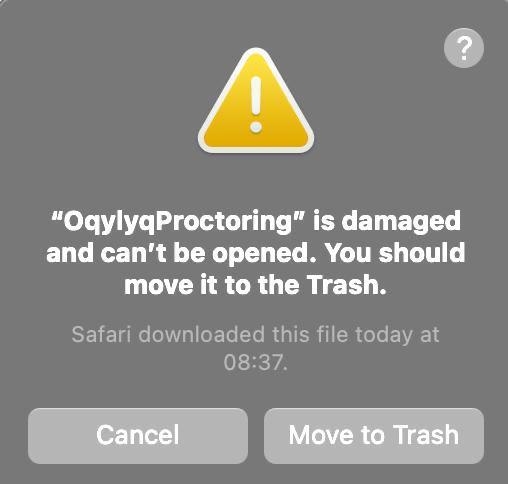 ?
“OqylyqProctoring” is damaged
and can’t be opened. You should
move it to the Trash.
Safari downloaded this file today at
08:37.
Cancel
Move to Trash